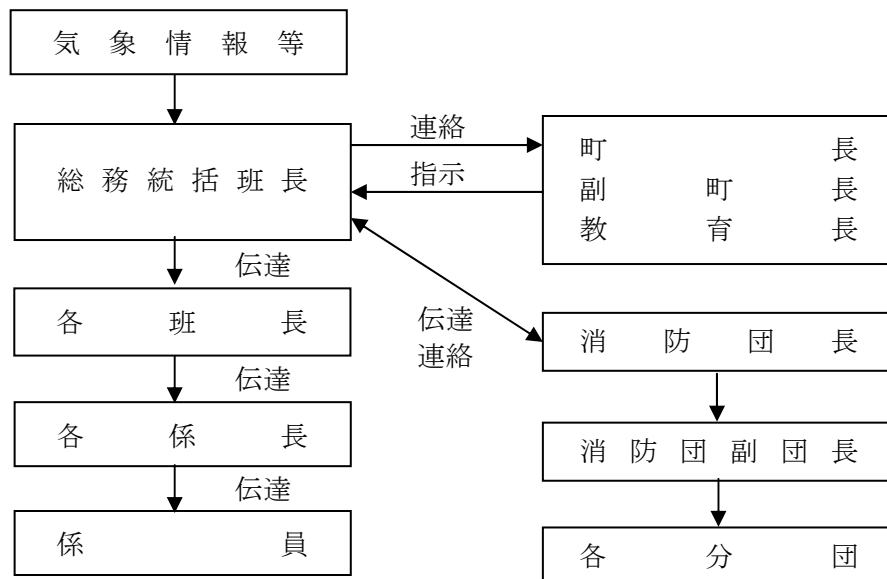 気象情報等
総務統括班長
連絡
指示
町長
副町長
教育長
伝達
各班長
伝達
連絡
消防団長
伝達
各係長
消防団副団長
伝達
係員
各分団